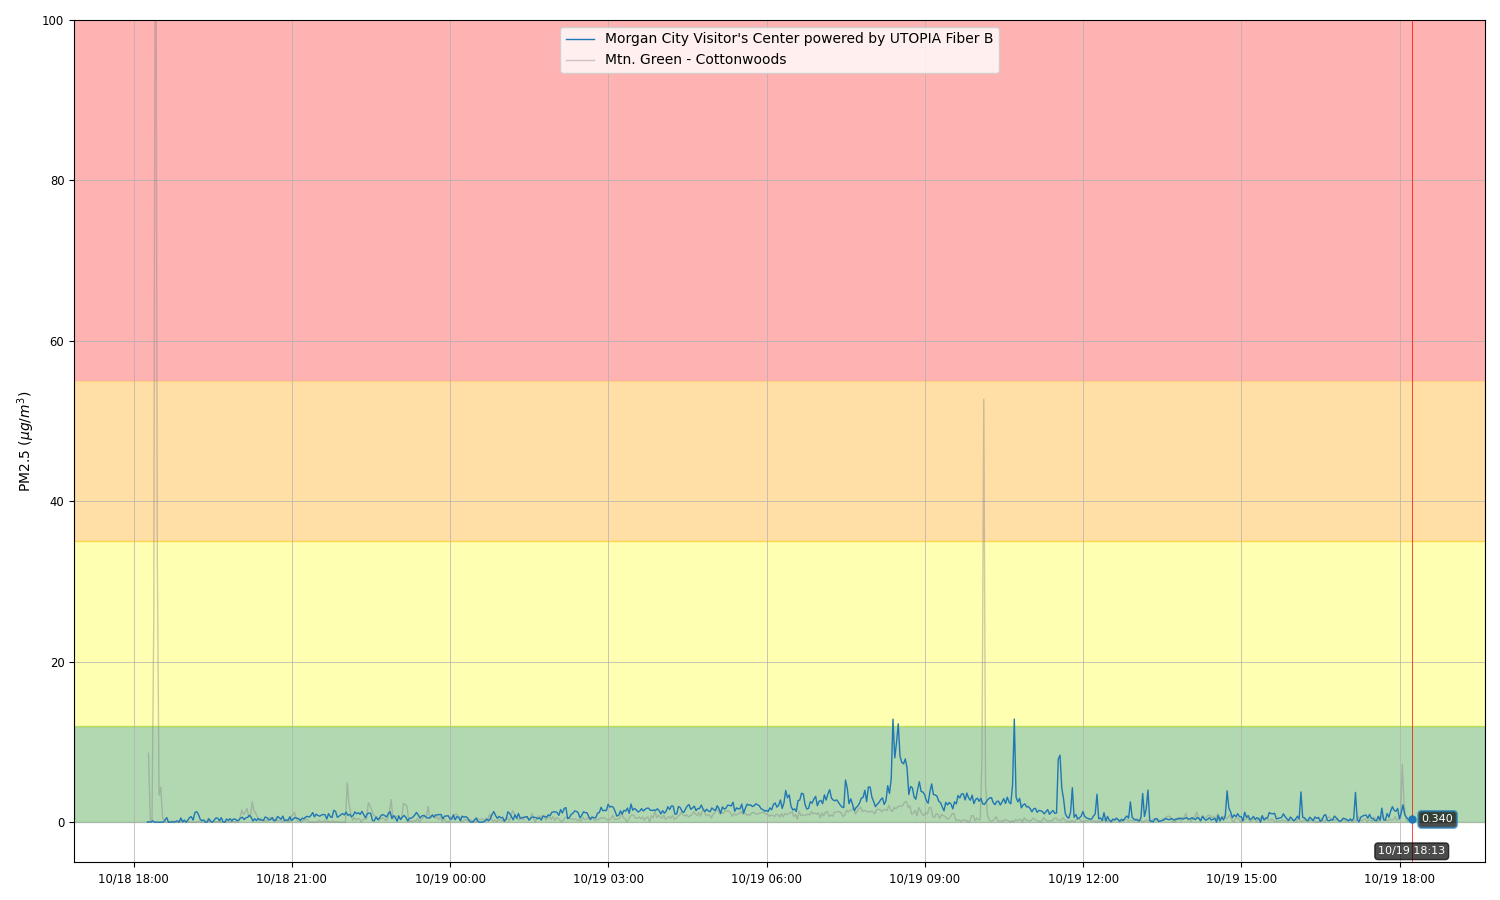 100
80
60
40
20
0
PM2.5 (μg/m³)
Morgan City Visitor's Center powered by UTOPIA Fiber B
Mtn. Green - Cottonwoods
0.340
10/19 18:13
10/18 18:00 10/18 21:00 10/19 00:00 10/19 03:00 10/19 06:00 10/19 09:00 10/19 12:00 10/19 15:00 10/19 18:00